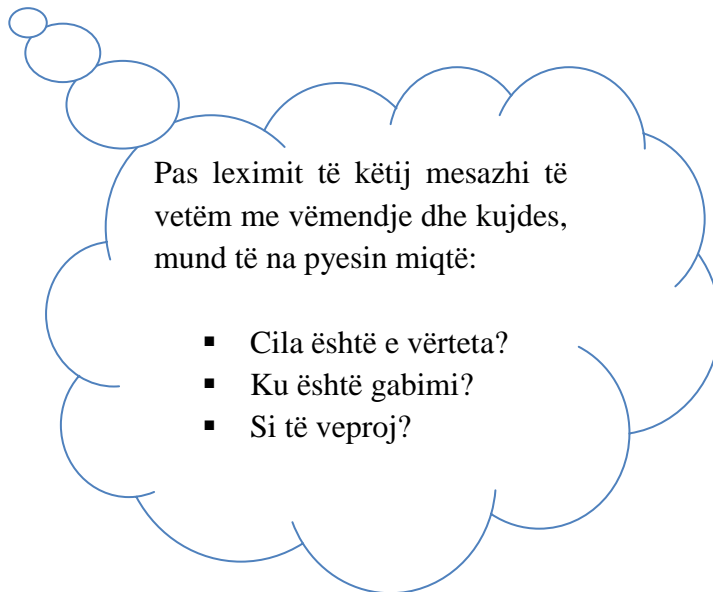 Pas leximit të këtij mesazhi të
vetëm me vëmendje dhe kujdes,
mund të na pyesin miqtë:
▪ Cila është e vërteta?
▪ Ku është gabimi?
▪ Si të veproj?